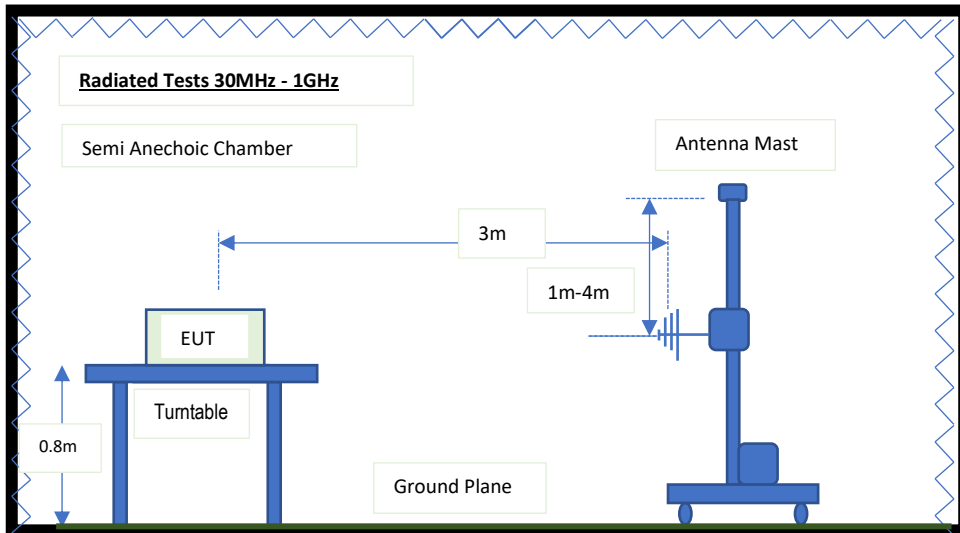 Radiated Tests 30MHz - 1GHz
Semi Anechoic Chamber
Antenna Mast
3m
1m-4m
EUT
Turntable
0.8m
Ground Plane